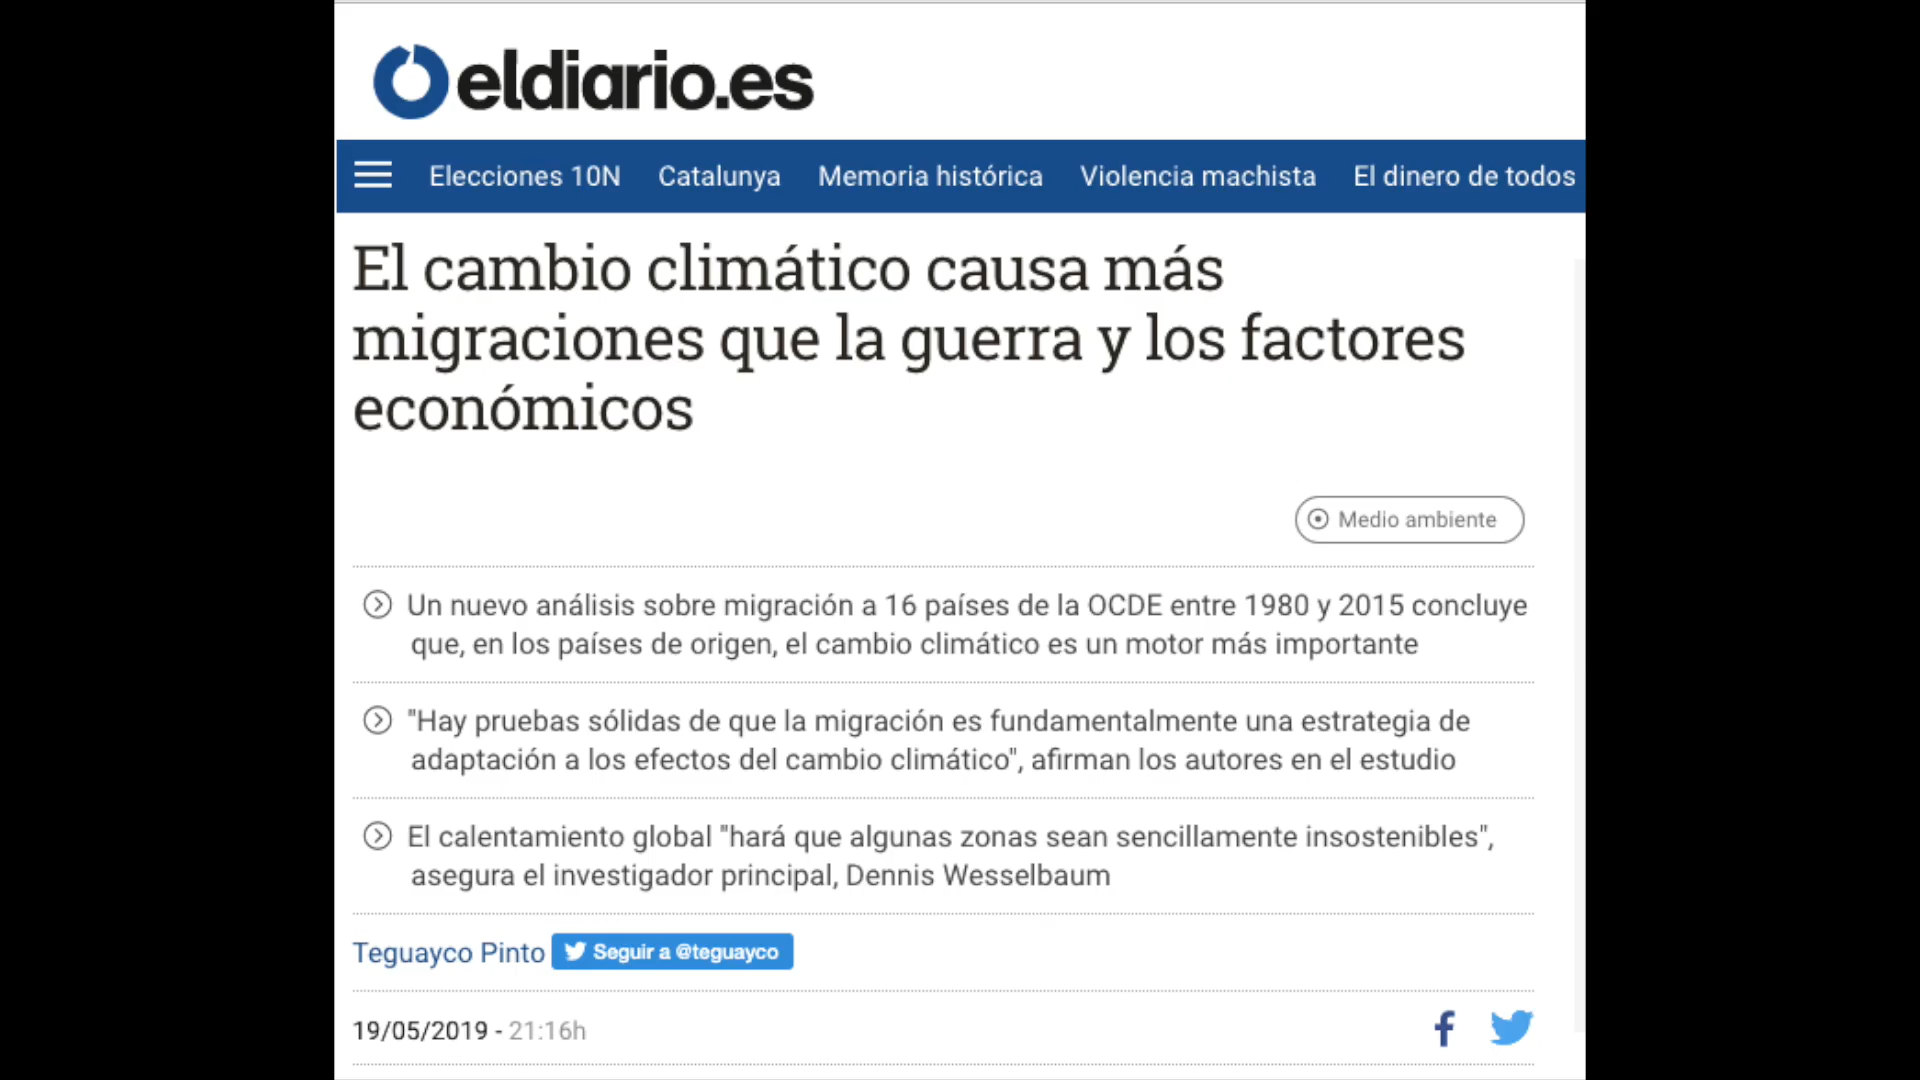 eldiario.es
Elecciones 10N Catalunya Memoria histórica Violencia machista El dinero de todos
El cambio climático causa más
migraciones que la guerra y los factores
económicos
Medio ambiente
Un nuevo análisis sobre migración a 16 países de la OCDE entre 1980 y 2015 concluye
que, en los países de origen, el cambio climático es un motor más importante
"Hay pruebas sólidas de que la migración es fundamentalmente una estrategia de
adaptación a los efectos del cambio climático", afirman los autores en el estudio
El calentamiento global "hará que algunas zonas sean sencillamente insostenibles",
asegura el investigador principal, Dennis Wesselbaum
Teguayco Pinto Seguir a @teguayco
19/05/2019 - 21:16h